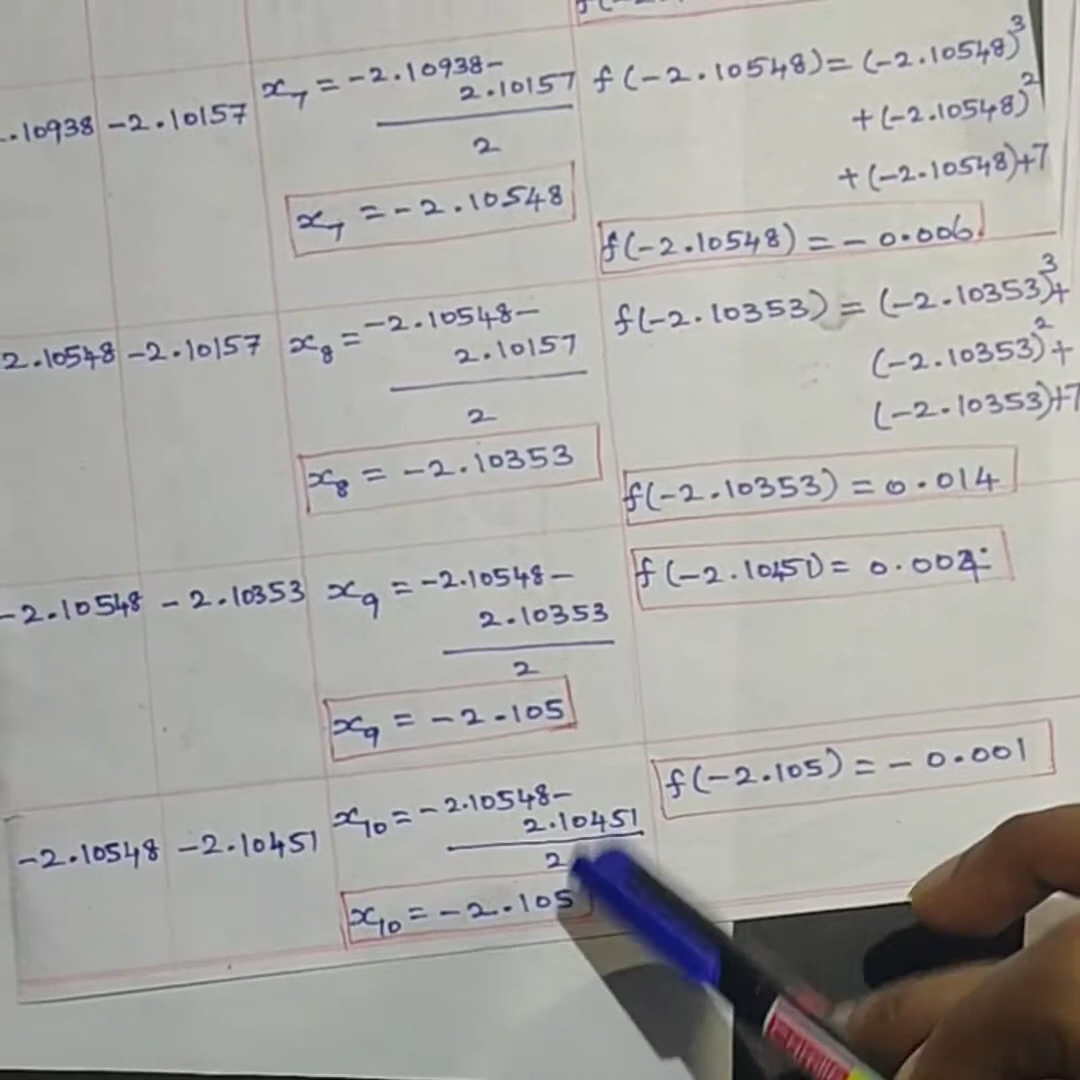 .10938 -2.10157 x₇ = -2.10938-
2.10157
2
x₇ = -2.10548
f(-2.10548) = (-2.10548)³
+(-2.10548)²
+(-2.10548)+7
f(-2.10548) = -0.006
2.10548 -2.10157 x₈ = -2.10548-
2.10157
2
x₈ = -2.10353
f(-2.10353) = (-2.10353)³+
(-2.10353)²+
(-2.10353)+7
f(-2.10353) = 0.014
-2.10548 -2.10353 x₉ = -2.10548-
2.10353
2
x₉ = -2.105
f(-2.10451) = 
-2.10548 -2.10451 x₁₀ = -2.10548-
2.10451
2
x₁₀ = -2.105
f(-2.105) = -0.001